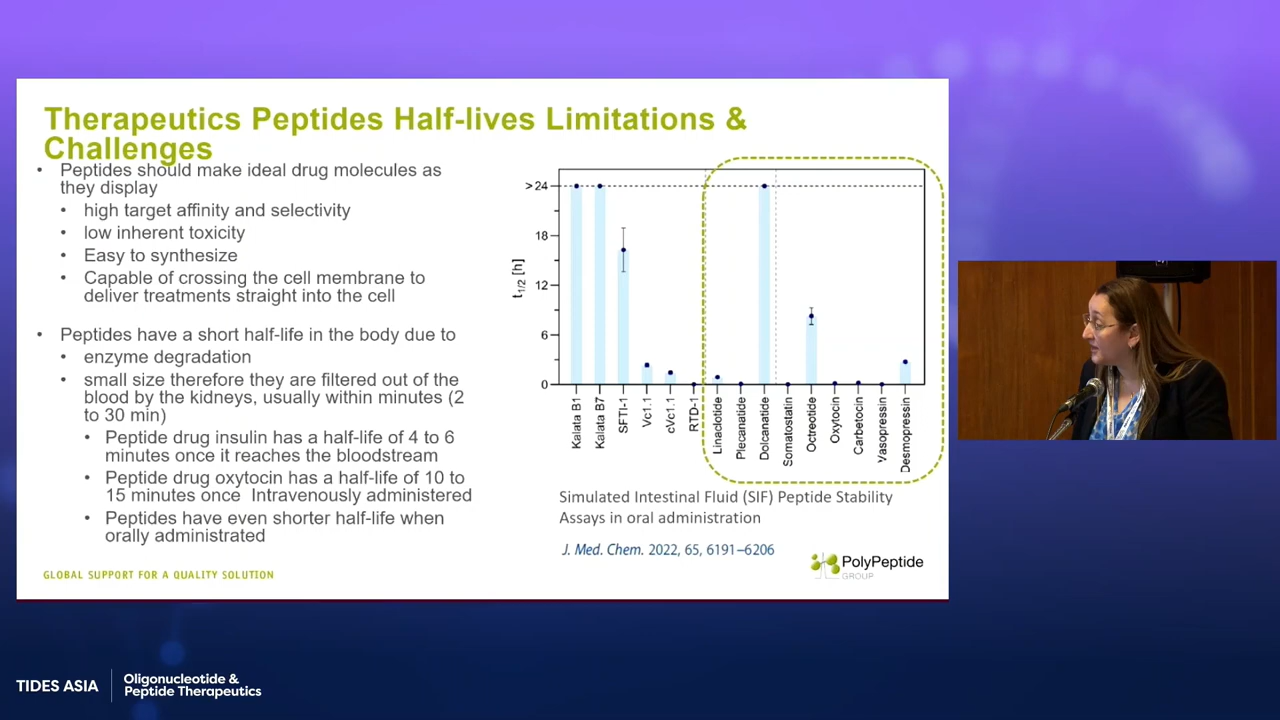 Therapeutics Peptides Half-lives Limitations &
Challenges
• Peptides should make ideal drug molecules as
they display
• high target affinity and selectivity
• low inherent toxicity
• Easy to synthesize
• Capable of crossing the cell membrane to
deliver treatments straight into the cell
• Peptides have a short half-life in the body due to
• enzyme degradation
• small size therefore they are filtered out of the
blood by the kidneys, usually within minutes (2
to 30 min)
• Peptide drug insulin has a half-life of 4 to 6
minutes once it reaches the bloodstream
• Peptide drug oxytocin has a half-life of 10 to
15 minutes once Intravenously administered
• Peptides have even shorter half-life when
orally administrated
GLOBAL SUPPORT FOR A QUALITY SOLUTION
t1/2 [h]
>24
18
12
6
0
Kalata B1
Kalata B7
SFTI-1
Vc1.1
cVc1.1
RTD-1
Linaclotide
Plecanatide
Dolcanatide
Somatostatin
Octreotide
Oxytocin
Carbetocin
Vasopressin
Desmopressin
Simulated Intestinal Fluid (SIF) Peptide Stability
Assays in oral administration
J. Med. Chem. 2022, 65, 6191–6206
PolyPeptide
GROUP
TIDES ASIA
Oligonucleotide &
Peptide Therapeutics